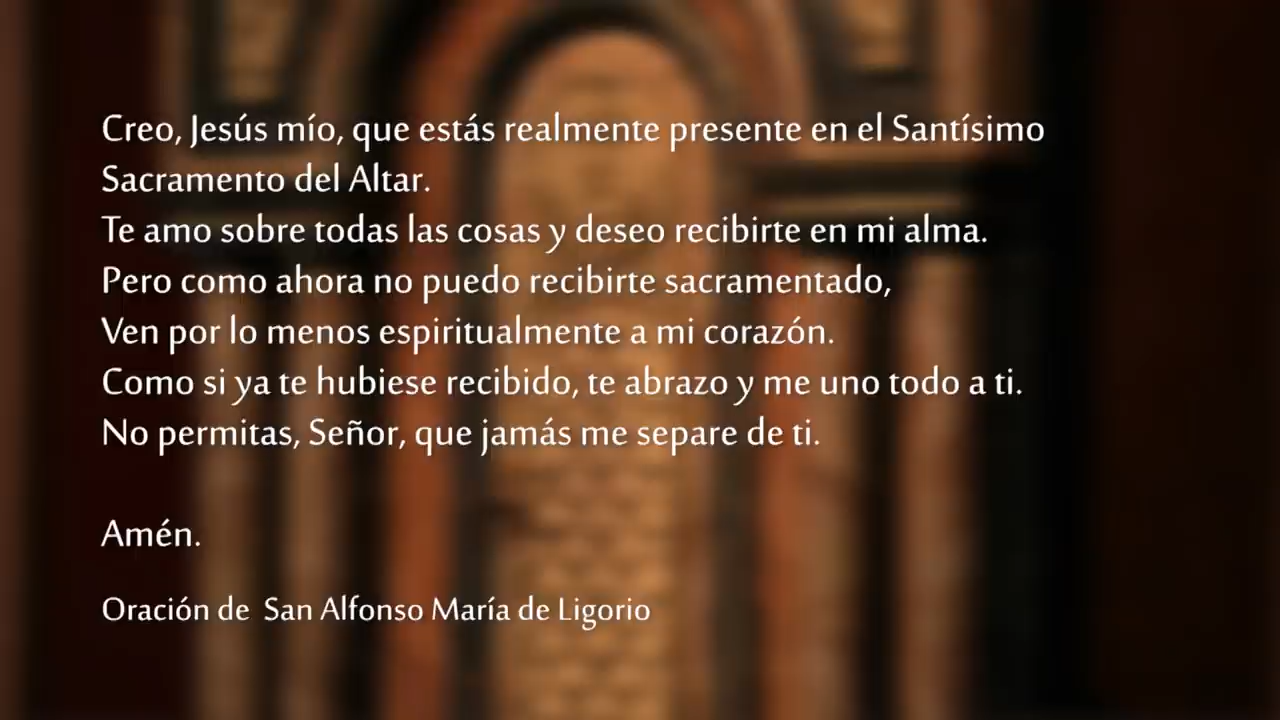 Creo, Jesús mío, que estás realmente presente en el Santísimo
Sacramento del Altar.
Te amo sobre todas las cosas y deseo recibirte en mi alma.
Pero como ahora no puedo recibirte sacramentado,
Ven por lo menos espiritualmente a mi corazón.
Como si ya te hubiese recibido, te abrazo y me uno todo a ti.
No permitas, Señor, que jamás me separe de ti.
Amén.
Oración de  San Alfonso María de Ligorio